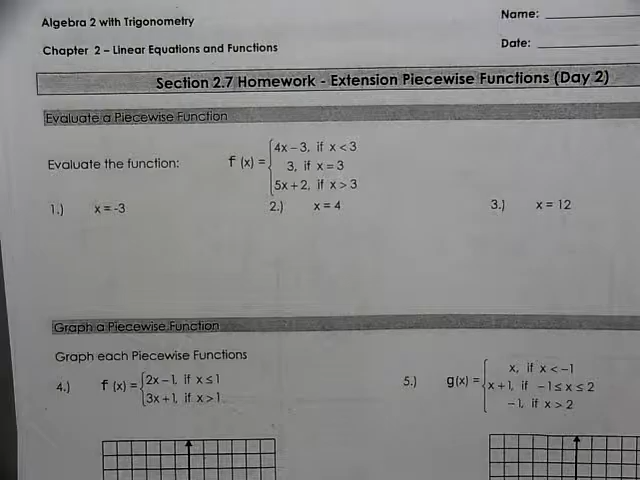 Algebra 2 with Trigonometry
Name:
Chapter 2 – Linear Equations and Functions
Date:
Section 2.7 Homework - Extension Piecewise Functions (Day 2)
Evaluate a Piecewise Function
Evaluate the function: f (x) = { 4x – 3, if x < 3
3, if x = 3
5x + 2, if x > 3
1.) x = -3 2.) x = 4 3.) x = 12
Graph a Piecewise Function
Graph each Piecewise Functions
4.) f (x) = { 2x – 1, if x ≤ 1
3x + 1, if x > 1
5.) g(x) = { x, if x < –1
x + 1, if –1 ≤ x ≤ 2
–1, if x > 2